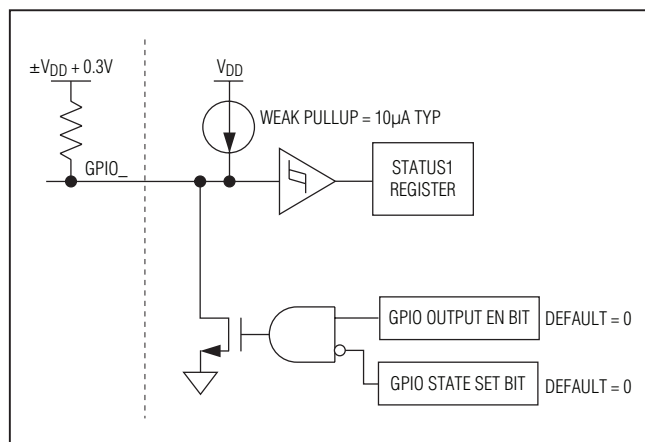 ±VDD + 0.3V
VDD
WEAK PULLUP = 10µA TYP
GPIO_
STATUS1
REGISTER
GPIO OUTPUT EN BIT DEFAULT = 0
GPIO STATE SET BIT DEFAULT = 0